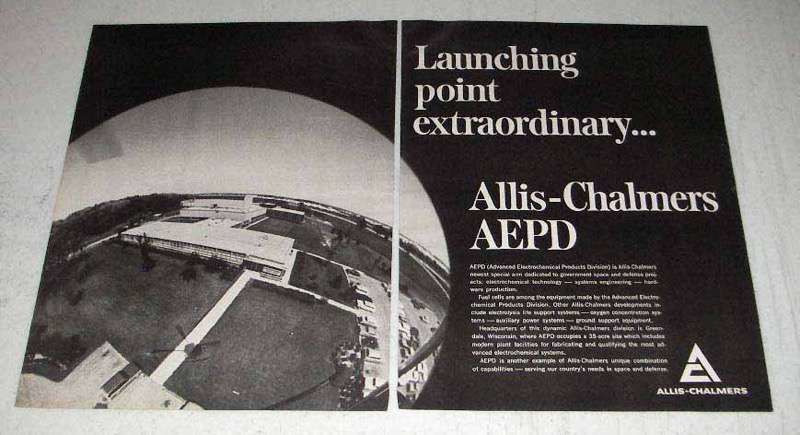 Launching
point
extraordinary...
Allis-Chalmers
AEPD
AEPD (Advanced Electrochemical Products Division) is Allis-Chalmers
newest special arm dedicated to government space and defense proj-
ects: electrochemical technology — systems engineering — hard-
ware production.
Fuel cells are among the equipment made by the Advanced Electro-
chemical Products Division. Other Allis-Chalmers developments in-
clude electrolysis life support systems — oxygen concentration sys-
tems — auxiliary power systems — ground support equipment.
Headquarters of this dynamic Allis-Chalmers division is Green-
dale, Wisconsin, where AEPD occupies a 35-acre site which includes
modern plant facilities for fabricating and qualifying the most ad-
vanced electrochemical systems.
AEPD is another example of Allis-Chalmers unique combination
of capabilities — serving our country's needs in space and defense.
A
ALLIS-CHALMERS